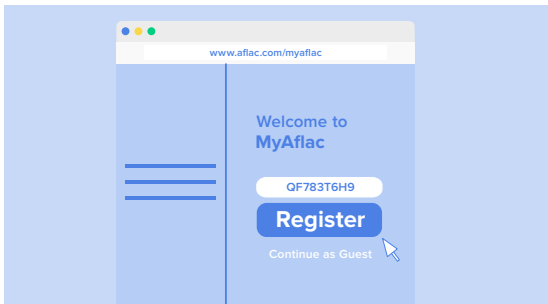 www.aflac.com/myaflac
Welcome to
MyAflac
QF783T6H9
Register
Continue as Guest